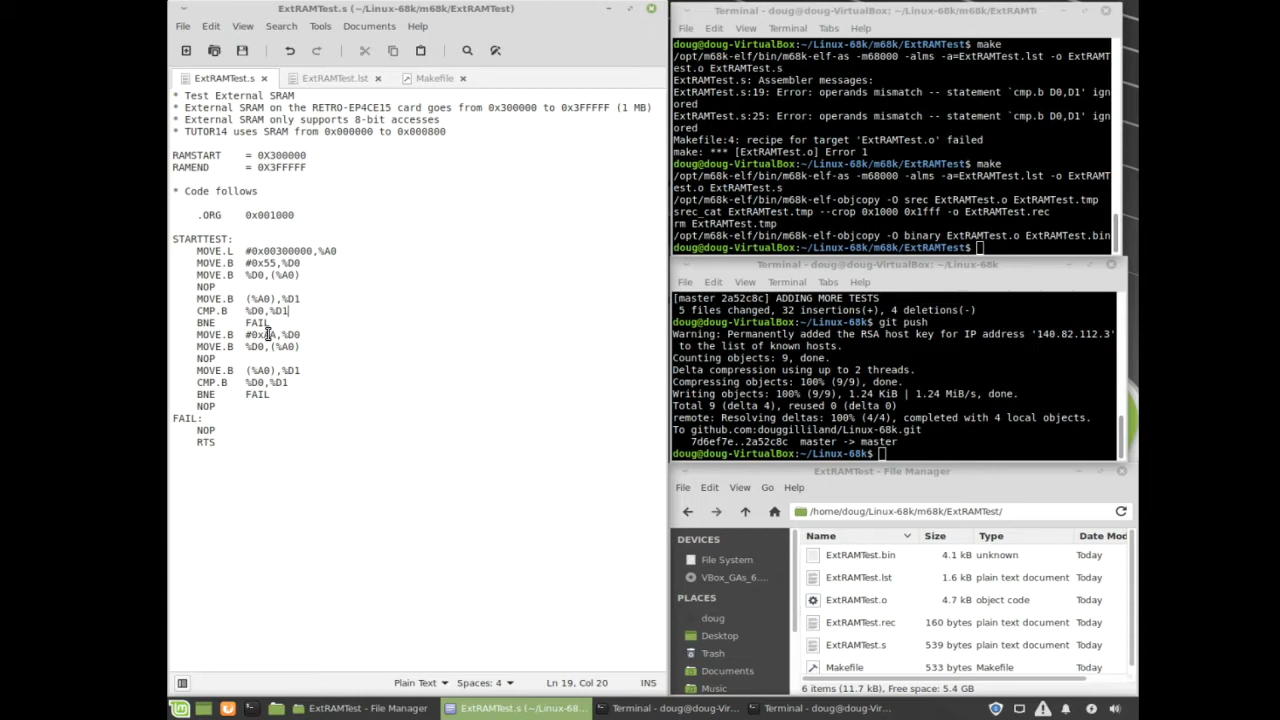 ExtRAMTest.s (~/Linux-68k/m68k/ExtRAMTest)
File Edit View Search Tools Documents Help
ExtRAMTest.s ExtRAMTest.lst Makefile
* Test External SRAM
* External SRAM on the RETRO-EP4CE15 card goes from 0x300000 to 0x3FFFFF (1 MB)
* External SRAM only supports 8-bit accesses
* TUTOR14 uses SRAM from 0x000000 to 0x000800
RAMSTART = 0X300000
RAMEND = 0X3FFFFF
* Code follows
.ORG 0x001000
STARTTEST:
MOVE.L #0x00300000,%A0
MOVE.B #0x55,%D0
MOVE.B %D0,(%A0)
NOP
MOVE.B (%A0),%D1
CMP.B %D0,%D1
BNE FAIL
MOVE.B #0xAA,%D0
MOVE.B %D0,(%A0)
NOP
MOVE.B (%A0),%D1
CMP.B %D0,%D1
BNE FAIL
NOP
FAIL:
NOP
RTS
Plain Text Spaces: 4 Ln 19, Col 20 INS
Terminal - doug@doug-VirtualBox:~/Linux-68k/m68k/ExtRAMT
File Edit View Terminal Tabs Help
doug@doug-VirtualBox:~/Linux-68k/m68k/ExtRAMTest$ make
/opt/m68k-elf/bin/m68k-elf-as -m68000 -alms -a=ExtRAMTest.lst -o ExtRAMT
est.o ExtRAMTest.s
ExtRAMTest.s: Assembler messages:
ExtRAMTest.s:19: Error: operands mismatch -- statement `cmp.b D0,D1' ign
ored
ExtRAMTest.s:25: Error: operands mismatch -- statement `cmp.b D0,D1' ign
ored
Makefile:4: recipe for target 'ExtRAMTest.o' failed
make: *** [ExtRAMTest.o] Error 1
doug@doug-VirtualBox:~/Linux-68k/m68k/ExtRAMTest$ make
/opt/m68k-elf/bin/m68k-elf-as -m68000 -alms -a=ExtRAMTest.lst -o ExtRAMT
est.o ExtRAMTest.s
/opt/m68k-elf/bin/m68k-elf-objcopy -O srec ExtRAMTest.o ExtRAMTest.tmp
srec_cat ExtRAMTest.tmp --crop 0x1000 0x1fff -o ExtRAMTest.rec
rm ExtRAMTest.tmp
/opt/m68k-elf/bin/m68k-elf-objcopy -O binary ExtRAMTest.o ExtRAMTest.bin
doug@doug-VirtualBox:~/Linux-68k/m68k/ExtRAMTest$
Terminal - doug@doug-VirtualBox:~/Linux-68k
File Edit View Terminal Tabs Help
[master 2a52c8c] ADDING MORE TESTS
5 files changed, 32 insertions(+), 4 deletions(-)
doug@doug-VirtualBox:~/Linux-68k$ git push
Warning: Permanently added the RSA host key for IP address '140.82.112.3'
to the list of known hosts.
Counting objects: 9, done.
Delta compression using up to 2 threads.
Compressing objects: 100% (9/9), done.
Writing objects: 100% (9/9), 1.24 KiB | 1.24 MiB/s, done.
Total 9 (delta 4), reused 0 (delta 0)
remote: Resolving deltas: 100% (4/4), completed with 4 local objects.
To github.com:douggilliland/Linux-68k.git
7d6ef7e..2a52c8c master -> master
doug@doug-VirtualBox:~/Linux-68k$
ExtRAMTest - File Manager
File Edit View Go Help
/home/doug/Linux-68k/m68k/ExtRAMTest/
DEVICES
File System
VBox_GAs_6....
PLACES
doug
Desktop
Trash
Documents
Music
Name Size Type Date Mod
ExtRAMTest.bin 4.1 kB unknown Today
ExtRAMTest.lst 1.6 kB plain text document Today
ExtRAMTest.o 4.7 kB object code Today
ExtRAMTest.rec 160 bytes plain text document Today
ExtRAMTest.s 539 bytes plain text document Today
Makefile 533 bytes Makefile Today
6 items (11.7 kB), Free space: 5.4 GB
ExtRAMTest - File Manager ExtRAMTest.s (~/Linux-68... Terminal - doug@doug-Vir... Terminal - doug@doug-Vir...